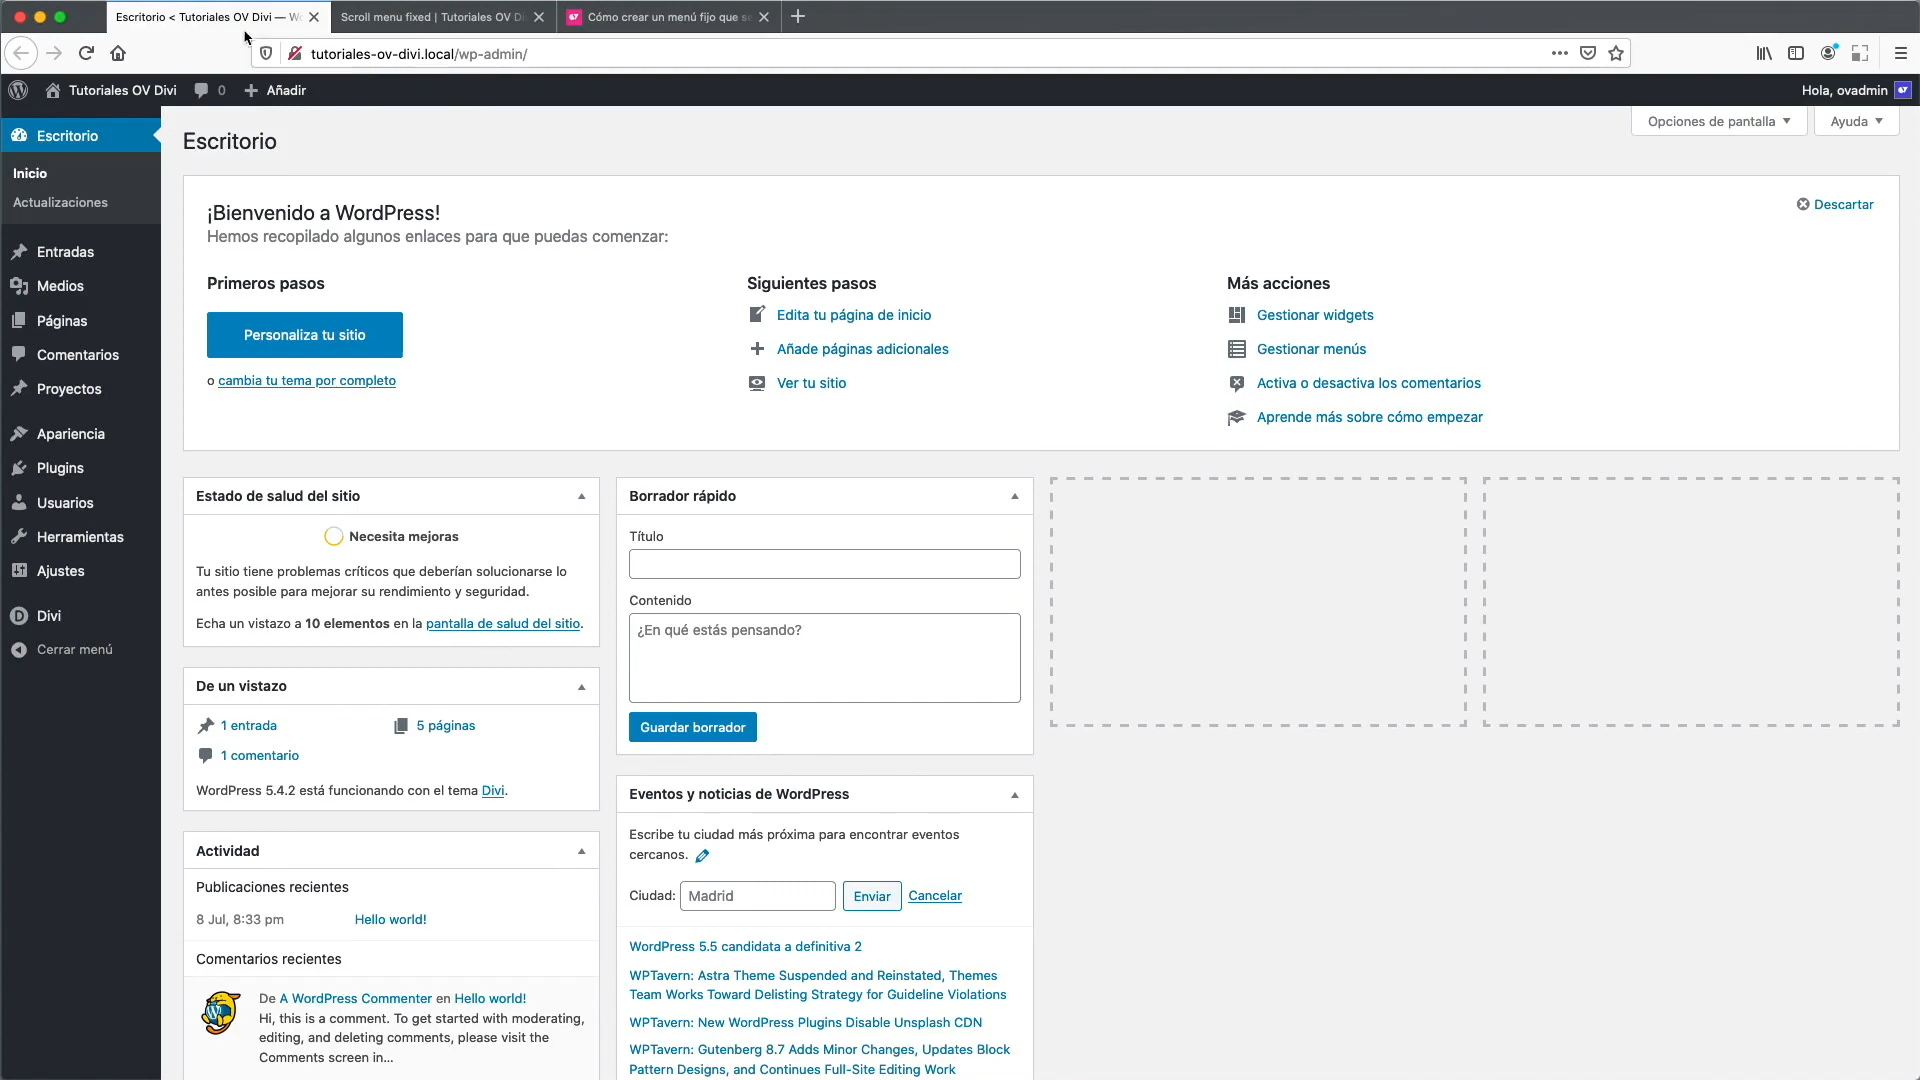 Escritorio < Tutoriales OV Divi — Wo
Scroll menu fixed | Tutoriales OV Di
Cómo crear un menú fijo que se
tutoriales-ov-divi.local/wp-admin/
Tutoriales OV Divi
0
Añadir
Hola, ovadmin
Escritorio
Inicio
Actualizaciones
Entradas
Medios
Páginas
Comentarios
Proyectos
Apariencia
Plugins
Usuarios
Herramientas
Ajustes
Divi
Cerrar menú
Escritorio
Opciones de pantalla
Ayuda
¡Bienvenido a WordPress!
Hemos recopilado algunos enlaces para que puedas comenzar:
Descartar
Primeros pasos
Personaliza tu sitio
o cambia tu tema por completo
Siguientes pasos
Edita tu página de inicio
Añade páginas adicionales
Ver tu sitio
Más acciones
Gestionar widgets
Gestionar menús
Activa o desactiva los comentarios
Aprende más sobre cómo empezar
Estado de salud del sitio
Necesita mejoras
Tu sitio tiene problemas críticos que deberían solucionarse lo
antes posible para mejorar su rendimiento y seguridad.
Echa un vistazo a 10 elementos en la pantalla de salud del sitio.
De un vistazo
1 entrada
5 páginas
1 comentario
WordPress 5.4.2 está funcionando con el tema Divi.
Actividad
Publicaciones recientes
8 Jul, 8:33 pm
Hello world!
Comentarios recientes
De A WordPress Commenter en Hello world!
Hi, this is a comment. To get started with moderating,
editing, and deleting comments, please visit the
Comments screen in...
Borrador rápido
Título
Contenido
¿En qué estás pensando?
Guardar borrador
Eventos y noticias de WordPress
Escribe tu ciudad más próxima para encontrar eventos
cercanos.
Ciudad:
Madrid
Enviar
Cancelar
WordPress 5.5 candidata a definitiva 2
WPTavern: Astra Theme Suspended and Reinstated, Themes
Team Works Toward Delisting Strategy for Guideline Violations
WPTavern: New WordPress Plugins Disable Unsplash CDN
WPTavern: Gutenberg 8.7 Adds Minor Changes, Updates Block
Pattern Designs, and Continues Full-Site Editing Work